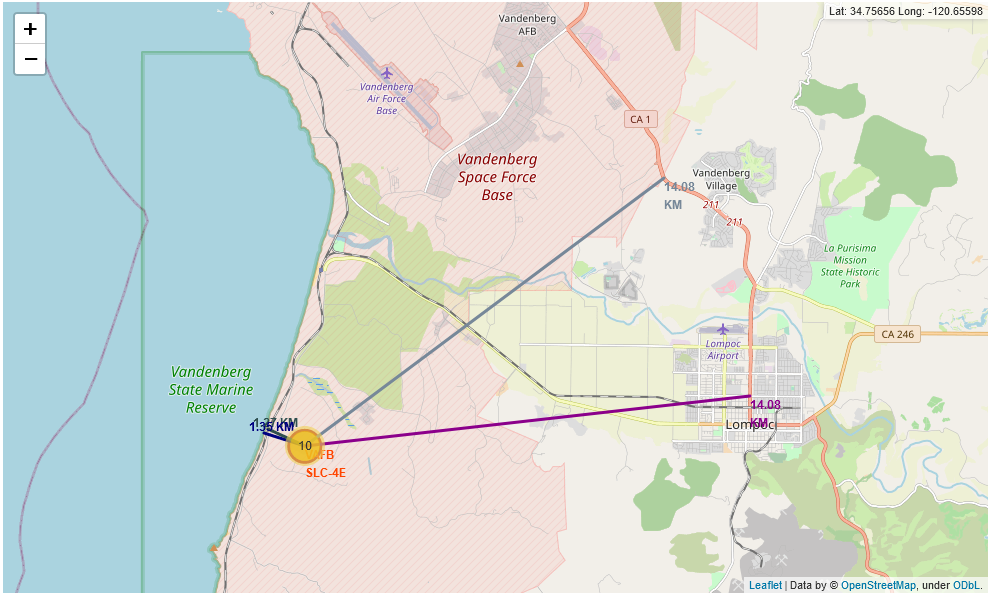 +
−
Lat: 34.75656 Long: -120.65598
Vandenberg
AFB
Vandenberg
Air Force
Base
CA 1
Vandenberg
Space Force
Base
Vandenberg
Village
14.08
KM
211
211
La Purisima
Mission
State Historic
Park
CA 246
Lompoc
Airport
Vandenberg
State Marine
Reserve
14.08
KM
Lompoc
1.37 KM
1.35 KM
10
AFB
SLC-4E
Leaflet | Data by © OpenStreetMap, under ODbL.